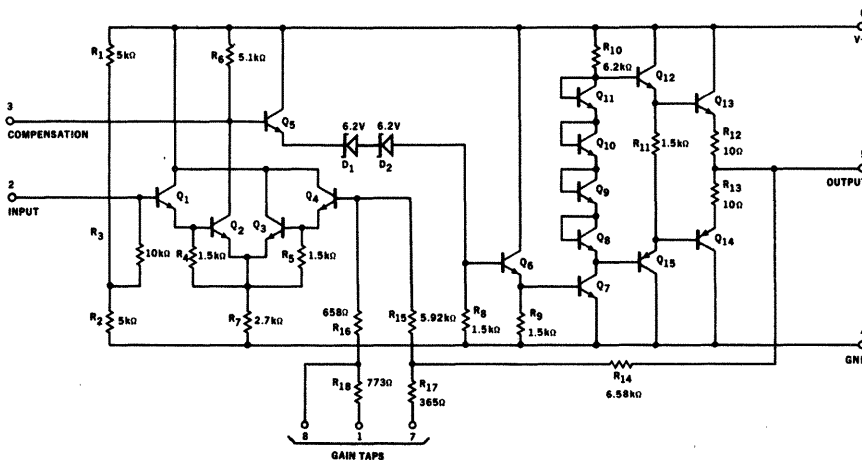 6
V+
R1
5kΩ
R6
5.1kΩ
R10
6.2kΩ
Q12
Q11
Q13
3
COMPENSATION
Q5
6.2V
6.2V
D1
D2
Q10
R11
1.5kΩ
R12
10Ω
5
OUTPUT
2
INPUT
Q1
Q2
Q3
Q4
Q9
R13
10Ω
R3
10kΩ
R4
1.5kΩ
R5
1.5kΩ
Q6
Q8
Q7
Q15
Q14
R2
5kΩ
R7
2.7kΩ
658Ω
R16
R15
5.92kΩ
R8
1.5kΩ
R9
1.5kΩ
GND
R18
773Ω
R17
365Ω
R14
6.58kΩ
8
1
7
GAIN TAPS